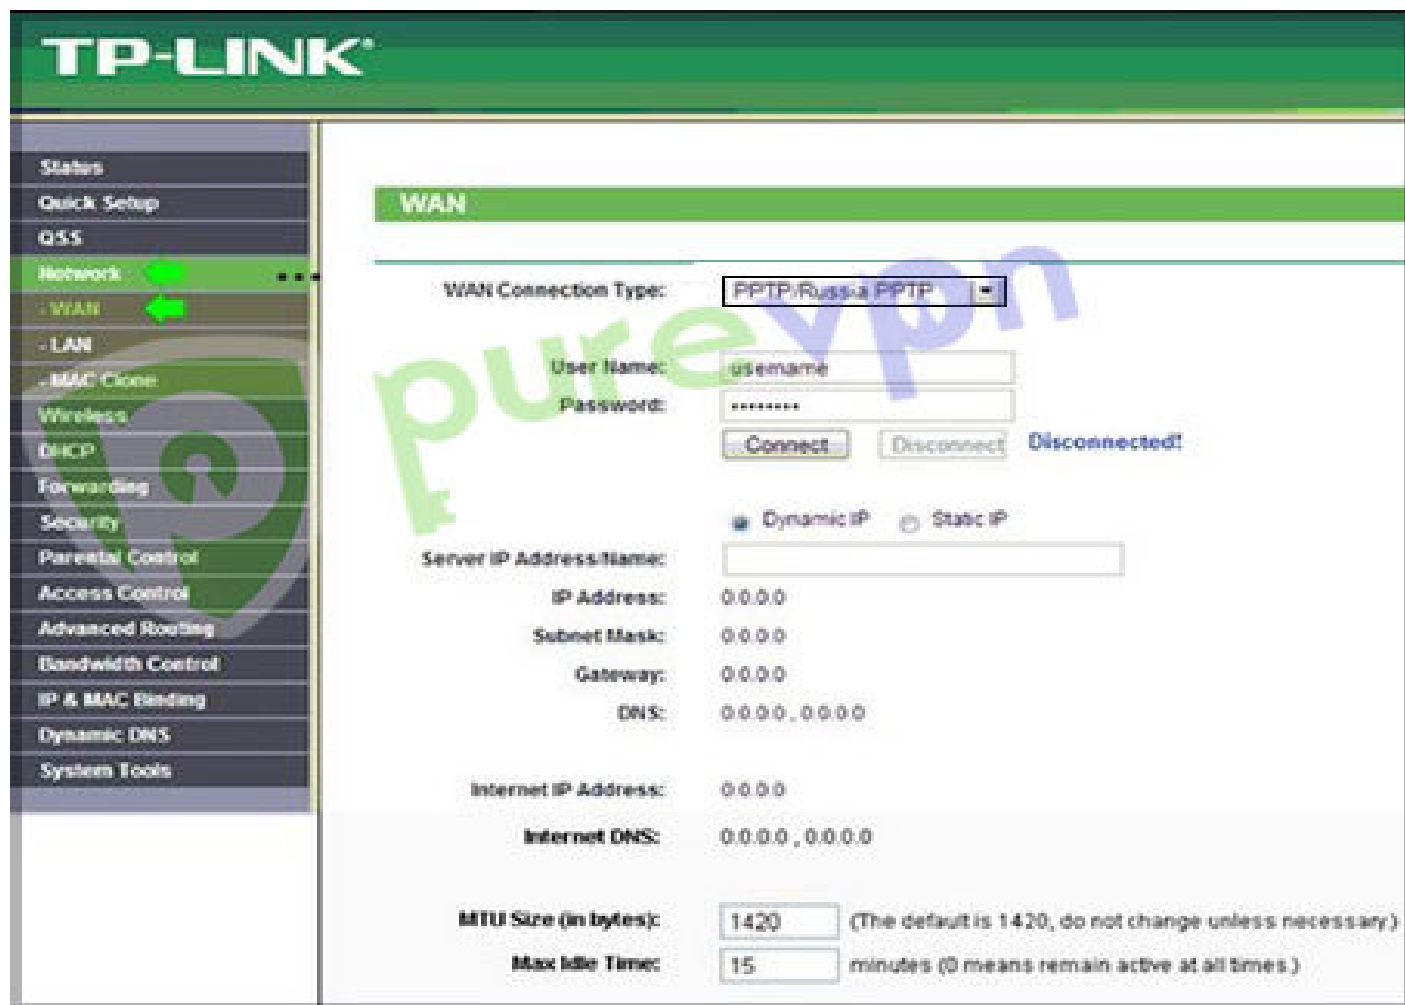 TP-LINK®
Status
Quick Setup
QSS
Network
- WAN
- LAN
- MAC Clone
Wireless
DHCP
Forwarding
Security
Parental Control
Access Control
Advanced Routing
Bandwidth Control
IP & MAC Binding
Dynamic DNS
System Tools
WAN
WAN Connection Type: PPTP/Russia PPTP
purevpn
User Name: username
Password: ••••••••
Connect Disconnect Disconnected!
Dynamic IP Static IP
Server IP Address/Name:
IP Address: 0.0.0.0
Subnet Mask: 0.0.0.0
Gateway: 0.0.0.0
DNS: 0.0.0.0 , 0.0.0.0
Internet IP Address: 0.0.0.0
Internet DNS: 0.0.0.0 , 0.0.0.0
MTU Size (in bytes): 1420 (The default is 1420, do not change unless necessary.)
Max Idle Time: 15 minutes (0 means remain active at all times.)